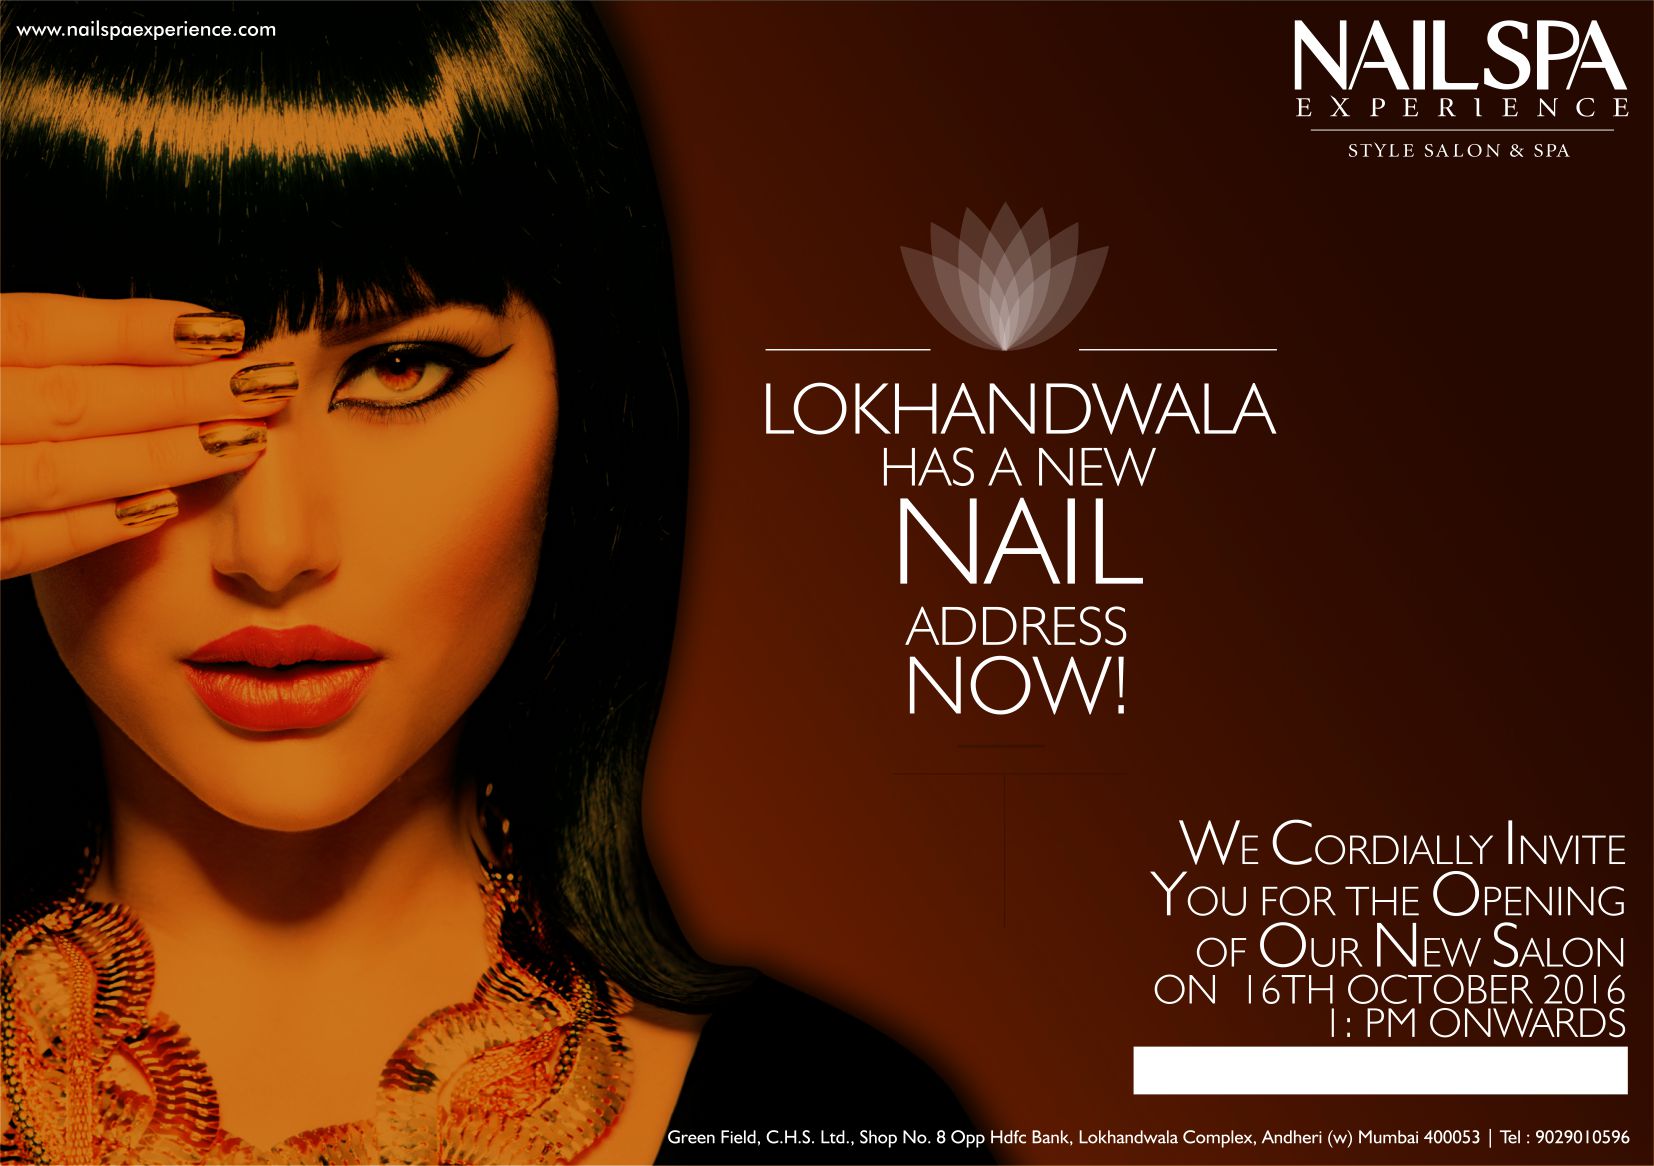 www.nailspaexperience.com
NAILSPA
EXPERIENCE
STYLE SALON & SPA
LOKHANDWALA
HAS A NEW
NAIL
ADDRESS
NOW!
WE CORDIALLY INVITE
YOU FOR THE OPENING
OF OUR NEW SALON
ON 16TH OCTOBER 2016
1: PM ONWARDS
Green Field, C.H.S. Ltd., Shop No. 8 Opp Hdfc Bank, Lokhandwala Complex, Andheri (w) Mumbai 400053 | Tel : 9029010596